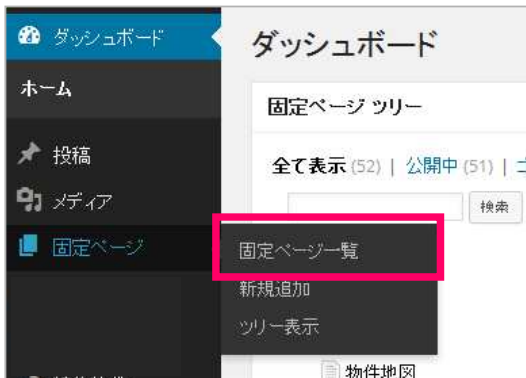 ダッシュボード
ホーム
投稿
メディア
固定ページ
ダッシュボード
固定ページ ツリー
全て表示 (52) | 公開中 (51) |
検索
固定ページ一覧
新規追加
ツリー表示
物件地図